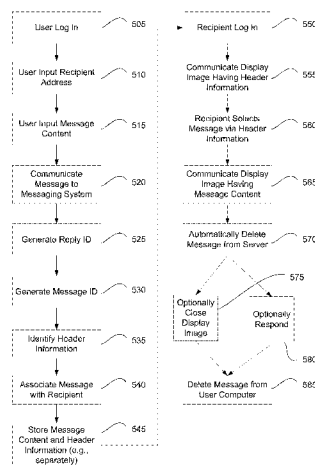 User Log In
505
User Input Recipient
Address
510
User Input Message
Content
515
Communicate
Message to
Messaging System
520
Generate Reply ID
525
Generate Message ID
530
Identify Header
Information
535
Associate Message
with Recipient
540
Store Message
Content and Header
Information (e.g.,
separately)
545
Recipient Log In
550
Communicate Display
Image Having Header
Information
555
Recipient Selects
Message via Header
Information
560
Communicate Display
Image Having
Message Content
565
Automatically Delete
Message from Server
570
575
Optionally
Close
Display
Image
Optionally
Respond
580
Delete Message from
User Computer
585